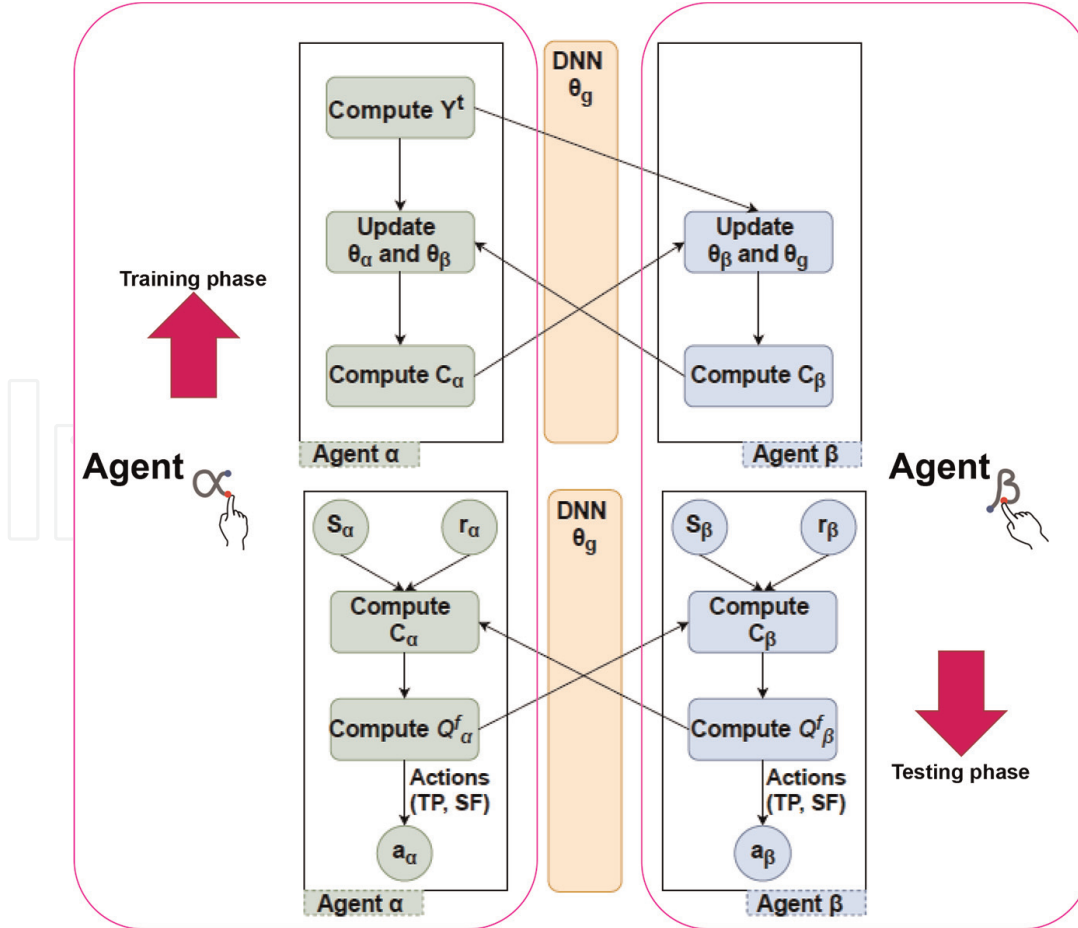 DNN
θg
Compute Yᵗ
Update
θα and θβ
Update
θβ and θg
Training phase
Compute Cα
Compute Cβ
Agent α
Agent β
Agent α
Agent β
Sα
rα
DNN
θg
Sβ
rβ
Compute
Cα
Compute
Cβ
Compute Qᶠα
Compute Qᶠβ
Actions
(TP, SF)
Actions
(TP, SF)
Testing phase
aα
aβ
Agent α
Agent β